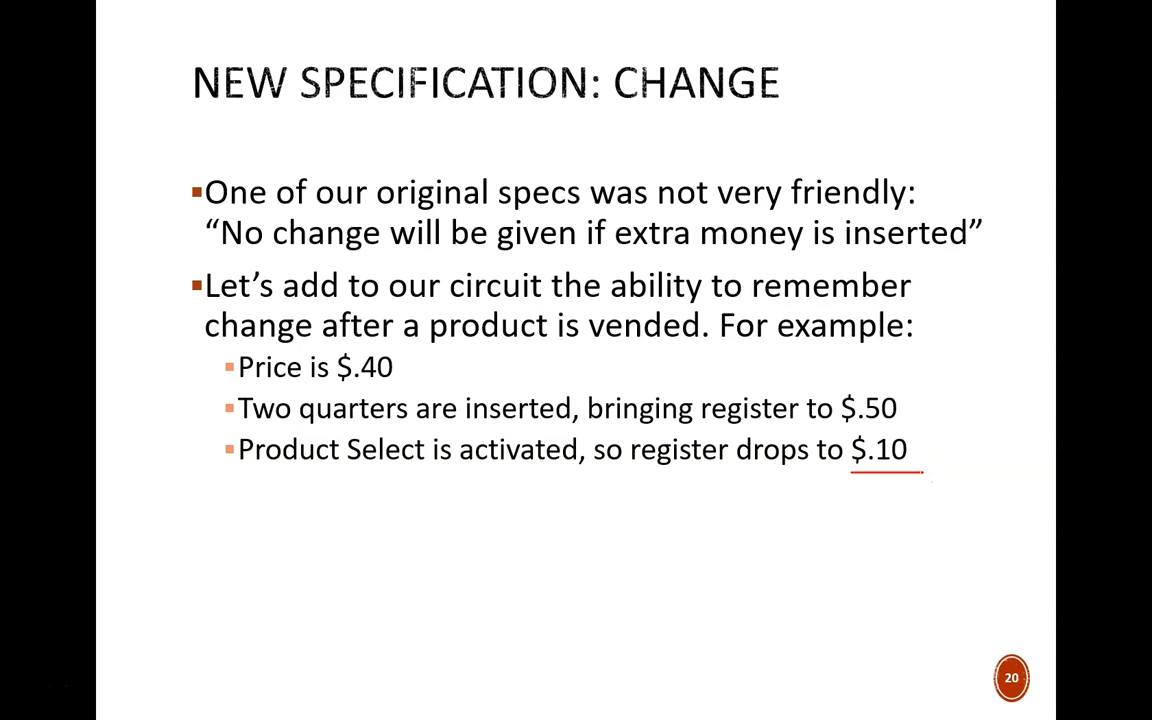 NEW SPECIFICATION: CHANGE
▪One of our original specs was not very friendly:
“No change will be given if extra money is inserted”
▪Let’s add to our circuit the ability to remember
change after a product is vended. For example:
▪Price is $.40
▪Two quarters are inserted, bringing register to $.50
▪Product Select is activated, so register drops to $.10
20